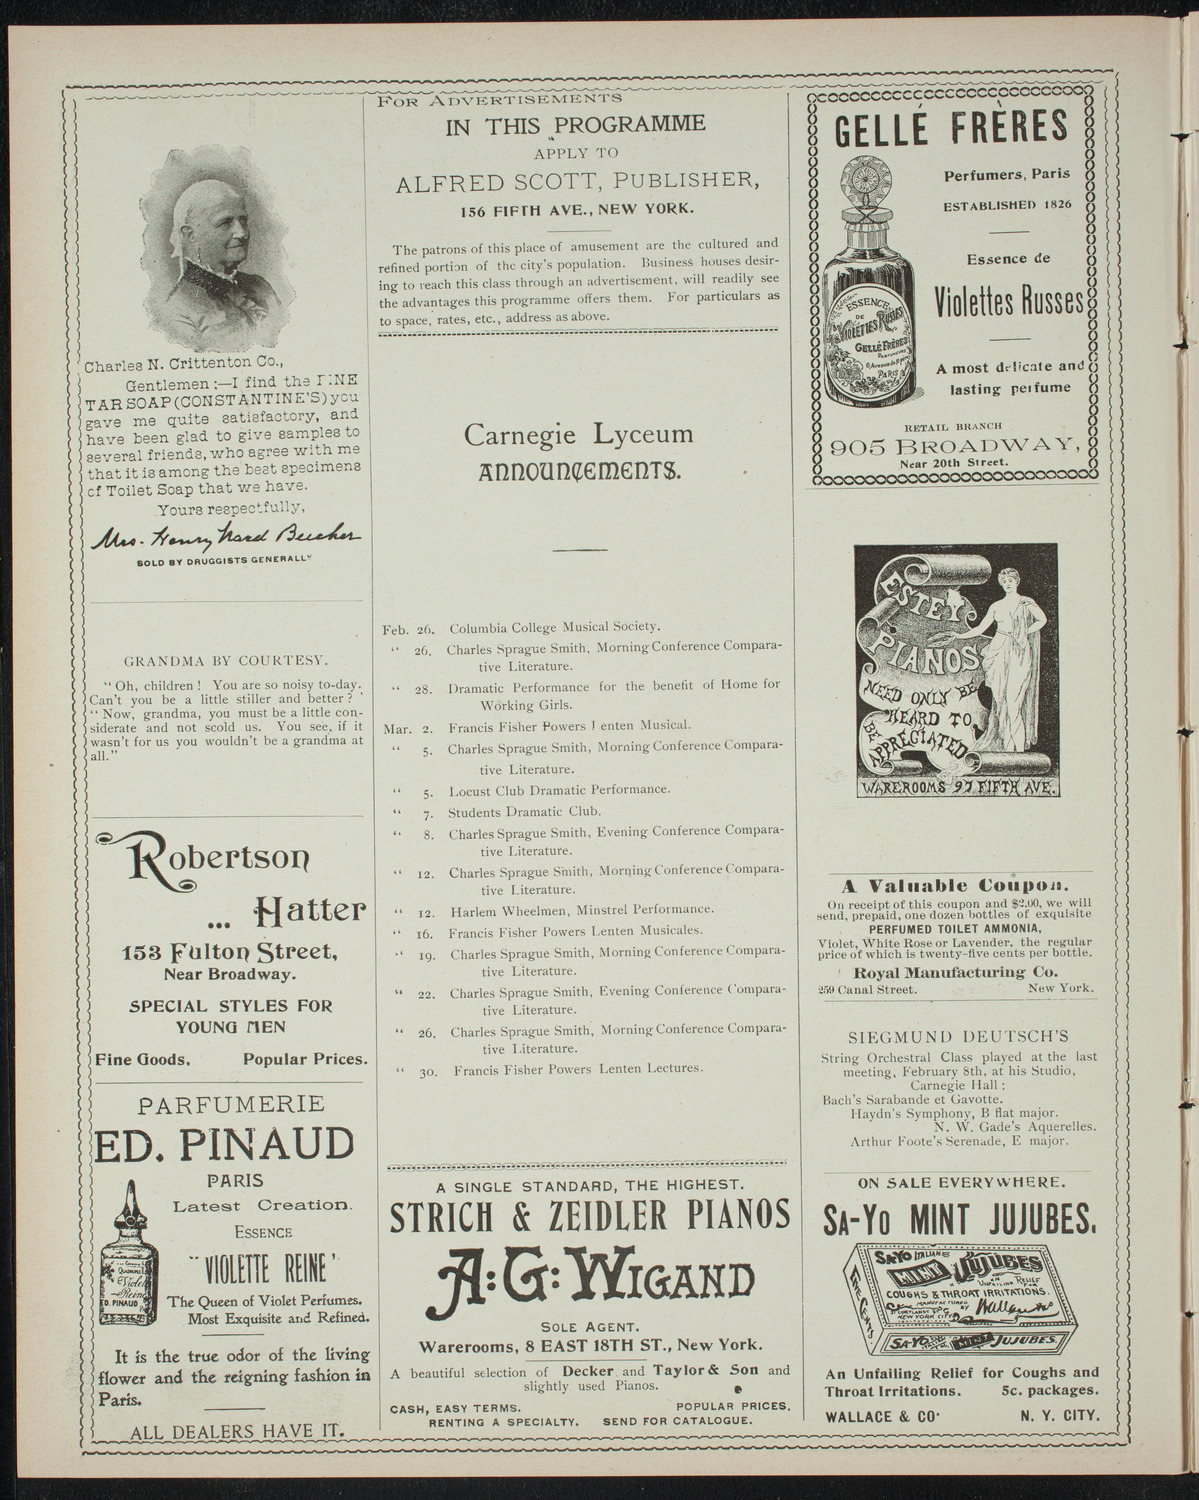 Charles N. Crittenton Co.,
Gentlemen:—I find the PINE
TAR SOAP (CONSTANTINE'S) you
gave me quite satisfactory, and
have been glad to give samples to
several friends, who agree with me
that it is among the best specimens
of Toilet Soap that we have.
Yours respectfully,
Mrs. Henry Ward Beecher
SOLD BY DRUGGISTS GENERALLY
GRANDMA BY COURTESY.
"Oh, children! You are so noisy to-day.
Can't you be a little stiller and better?'
"Now, grandma, you must be a little con-
siderate and not scold us. You see, if it
wasn't for us you wouldn't be a grandma at
all."
Robertson
... Hatter
153 Fulton Street,
Near Broadway.
SPECIAL STYLES FOR
YOUNG MEN
Fine Goods, Popular Prices.
PARFUMERIE
ED. PINAUD
PARIS
Latest Creation.
ESSENCE
"VIOLETTE REINE'
The Queen of Violet Perfumes.
Most Exquisite and Refined.
Violette
Reine
ED. PINAUD
It is the true odor of the living
flower and the reigning fashion in
Paris.
ALL DEALERS HAVE IT.
FOR ADVERTISEMENTS
IN THIS PROGRAMME
APPLY TO
ALFRED SCOTT, PUBLISHER,
156 FIFTH AVE., NEW YORK.
The patrons of this place of amusement are the cultured and
refined portion of the city's population. Business houses desir-
ing to reach this class through an advertisement, will readily see
the advantages this programme offers them. For particulars as
to space, rates, etc., address as above.
Carnegie Lyceum
ANNOUNCEMENTS.
Feb. 26. Columbia College Musical Society.
" 26. Charles Sprague Smith, Morning Conference Compara-
tive Literature.
" 28. Dramatic Performance for the benefit of Home for
Working Girls.
Mar. 2. Francis Fisher Powers Lenten Musical.
" 5. Charles Sprague Smith, Morning Conference Compara-
tive Literature.
" 5. Locust Club Dramatic Performance.
" 7. Students Dramatic Club.
" 8. Charles Sprague Smith, Evening Conference Compara-
tive Literature.
" 12. Charles Sprague Smith, Morning Conference Compara-
tive Literature.
" 12. Harlem Wheelmen, Minstrel Performance.
" 16. Francis Fisher Powers Lenten Musicales.
" 19. Charles Sprague Smith, Morning Conference Compara-
tive Literature.
" 22. Charles Sprague Smith, Evening Conference Compara-
tive Literature.
" 26. Charles Sprague Smith, Morning Conference Compara-
tive Literature.
" 30. Francis Fisher Powers Lenten Lectures.
A SINGLE STANDARD, THE HIGHEST.
STRICH & ZEIDLER PIANOS
A:G:WIGAND
SOLE AGENT.
Warerooms, 8 EAST 18TH ST., New York.
A beautiful selection of Decker and Taylor & Son and
slightly used Pianos.
CASH, EASY TERMS. POPULAR PRICES.
RENTING A SPECIALTY. SEND FOR CATALOGUE.
GELLÉ FRÈRES
Perfumers, Paris
ESTABLISHED 1826
Essence de
Violettes Russes
A most delicate and
lasting perfume
ESSENCE
DE
VIOLETTES RUSSES
GELLÉ FRÈRES
PARIS
RETAIL BRANCH
905 BROADWAY,
Near 20th Street.
ESTEY
PIANOS
NEED ONLY BE
HEARD TO
BE APPRECIATED
WAREROOMS 97 FIFTH AVE.
A Valuable Coupon.
On receipt of this coupon and $2.00, we will
send, prepaid, one dozen bottles of exquisite
PERFUMED TOILET AMMONIA,
Violet, White Rose or Lavender, the regular
price of which is twenty-five cents per bottle.
Royal Manufacturing Co.
259 Canal Street. New York.
SIEGMUND DEUTSCH'S
String Orchestral Class played at the last
meeting, February 8th, at his Studio,
Carnegie Hall:
Bach's Sarabande et Gavotte.
Haydn's Symphony, B flat major.
N. W. Gade's Aquerelles.
Arthur Foote's Serenade, E major.
ON SALE EVERYWHERE.
SA-YO MINT JUJUBES.
SA-YO ITALIAN
MINT JUJUBES
AN
UNFAILING RELIEF
FOR
COUGHS & THROAT IRRITATIONS.
MANUFACTURED
BY
NEW YORK CITY
FIVE CENTS
SA-YO MINT JUJUBES.
An Unfailing Relief for Coughs and
Throat Irritations. 5c. packages.
WALLACE & CO. N. Y. CITY.